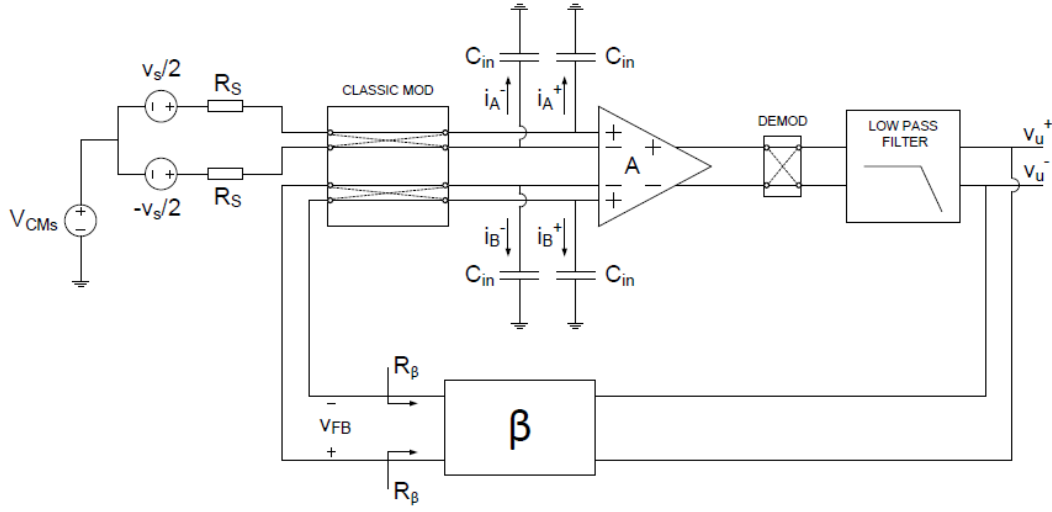 v_s/2
R_S
-v_s/2
R_S
V_CMs
+
−
CLASSIC MOD
C_in
C_in
i_A^-
i_A^+
i_B^-
i_B^+
C_in
C_in
A
DEMOD
LOW PASS
FILTER
v_u^+
v_u^-
R_β
−
v_FB
+
R_β
β